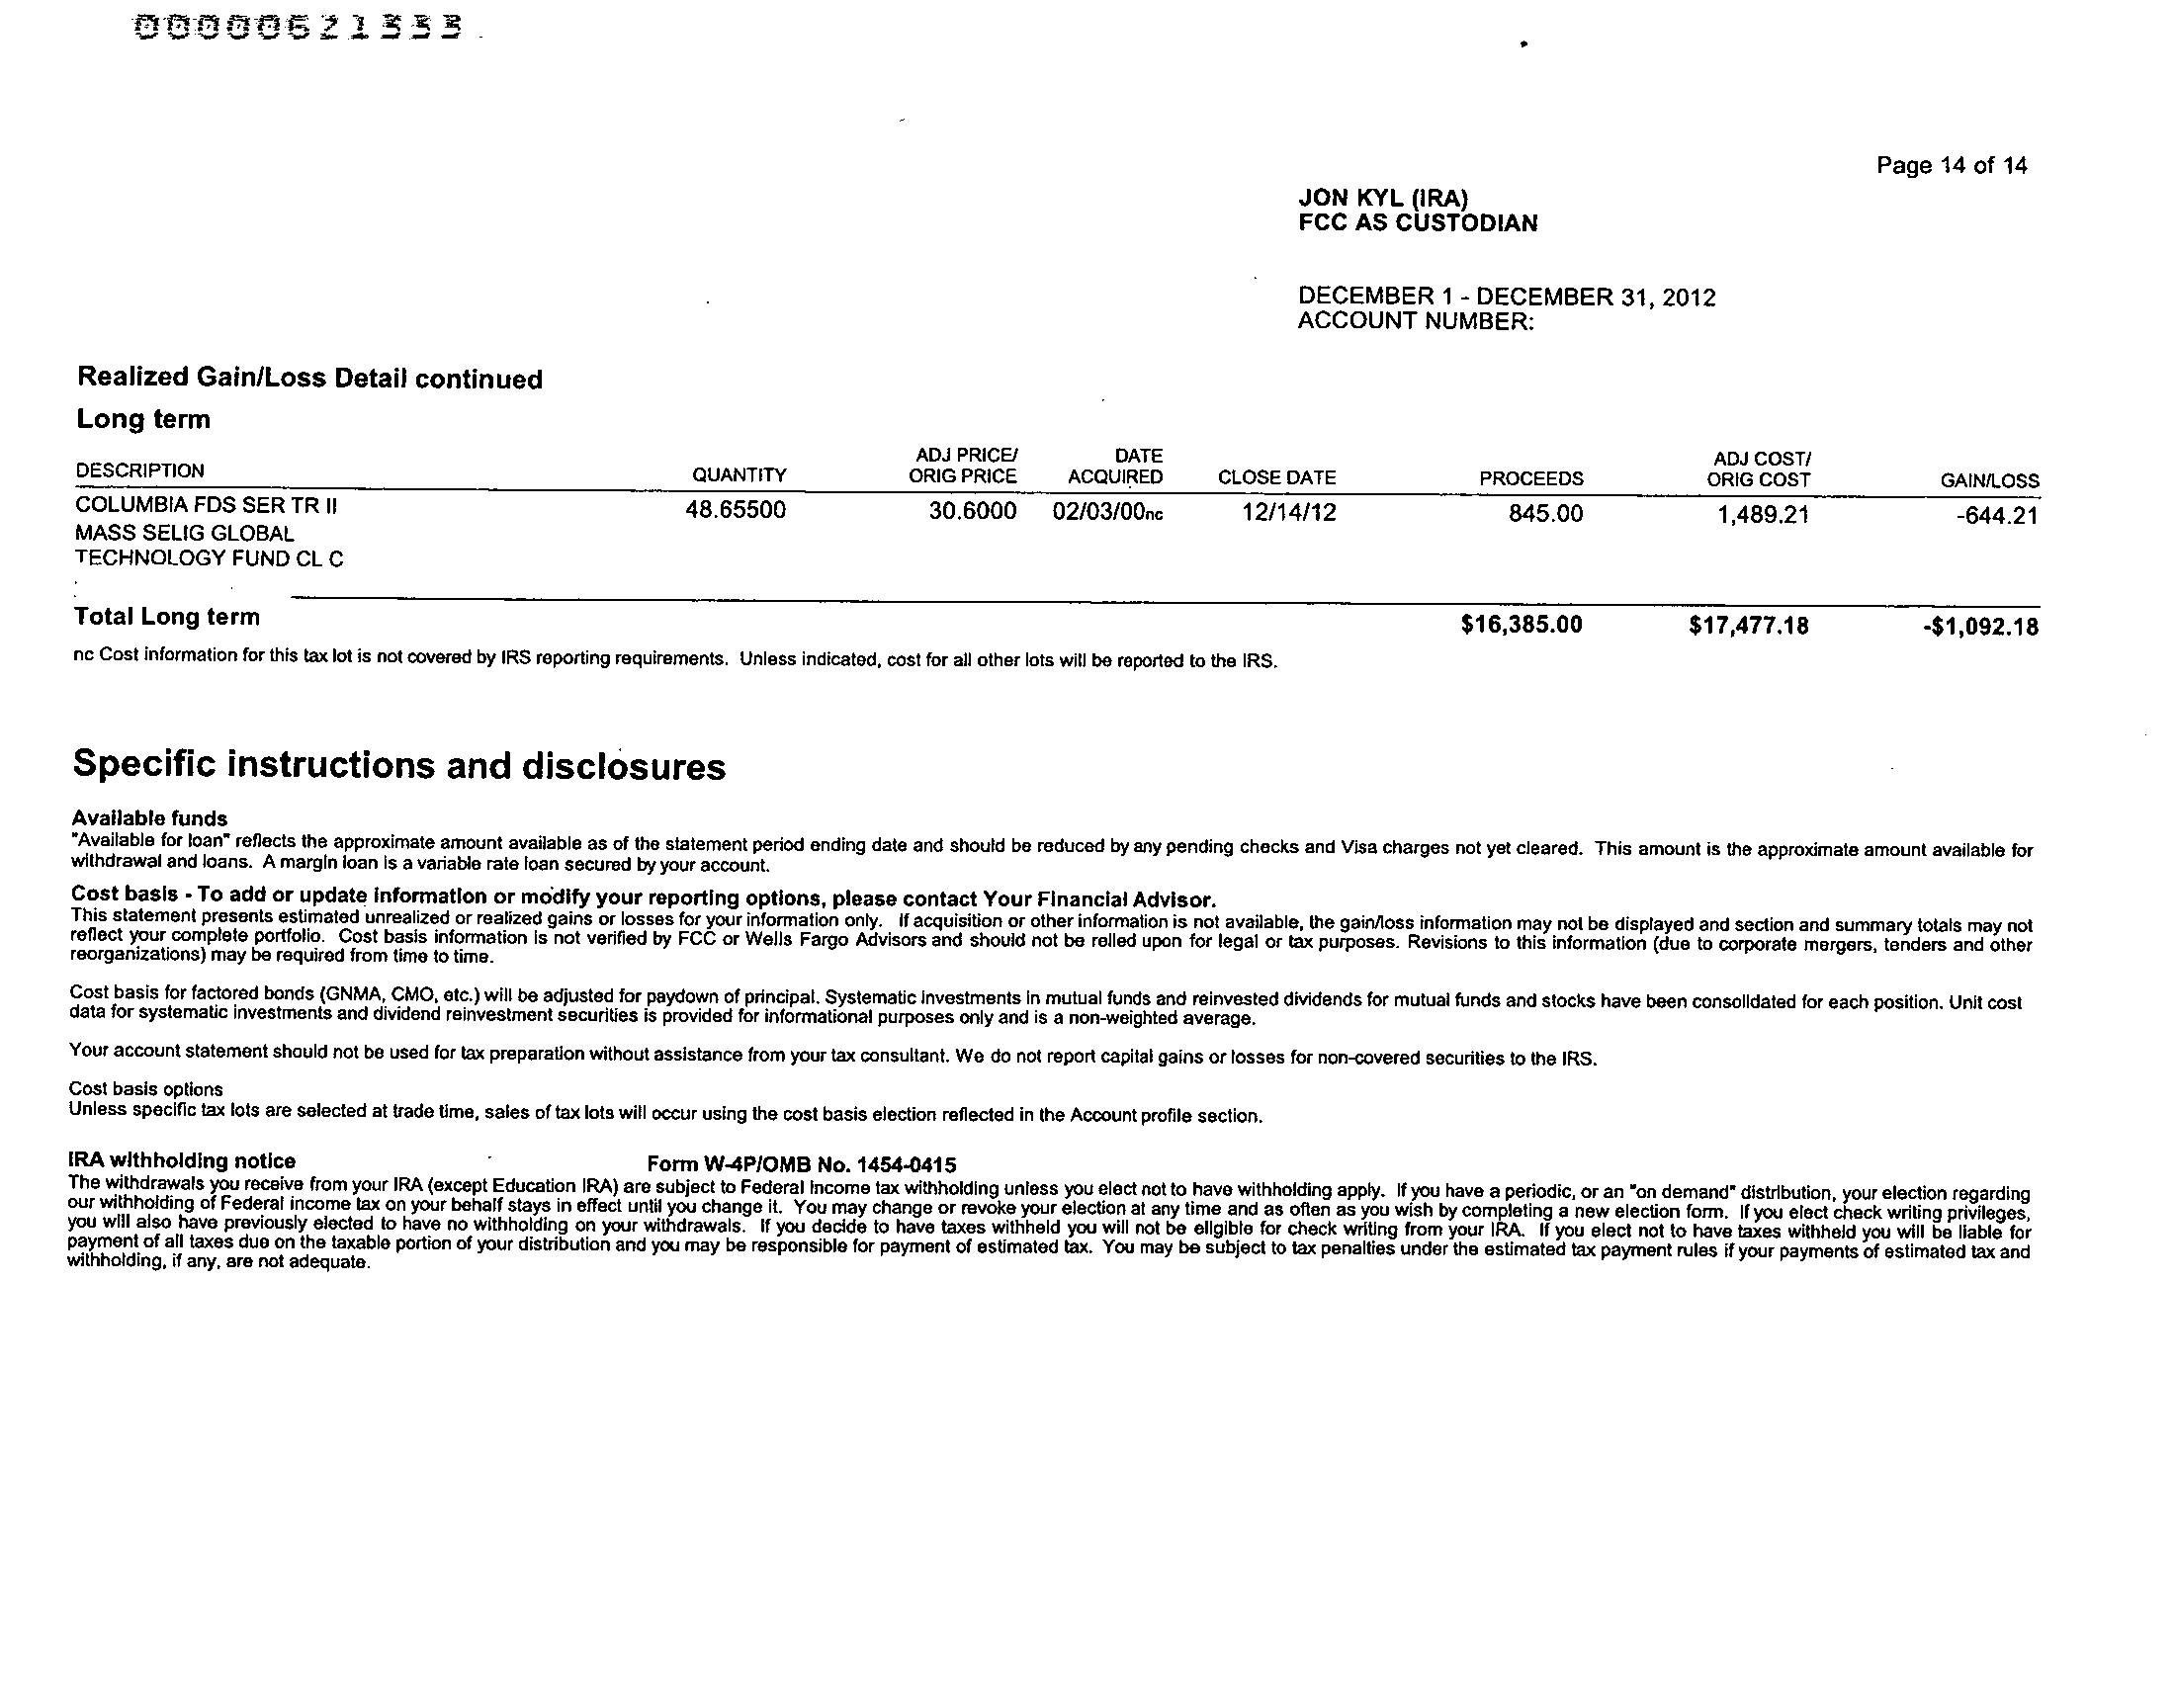 00000621333
Page 14 of 14
JON KYL (IRA)
FCC AS CUSTODIAN
DECEMBER 1 - DECEMBER 31, 2012
ACCOUNT NUMBER:
Realized Gain/Loss Detail continued
Long term
DESCRIPTION QUANTITY ADJ PRICE/ ORIG PRICE DATE ACQUIRED CLOSE DATE PROCEEDS ADJ COST/ ORIG COST GAIN/LOSS
COLUMBIA FDS SER TR II 48.65500 30.6000 02/03/00nc 12/14/12 845.00 1,489.21 -644.21
MASS SELIG GLOBAL
TECHNOLOGY FUND CL C
Total Long term $16,385.00 $17,477.18 -$1,092.18
nc Cost information for this tax lot is not covered by IRS reporting requirements. Unless indicated, cost for all other lots will be reported to the IRS.
Specific instructions and disclosures
Available funds
"Available for loan" reflects the approximate amount available as of the statement period ending date and should be reduced by any pending checks and Visa charges not yet cleared. This amount is the approximate amount available for
withdrawal and loans. A margin loan is a variable rate loan secured by your account.
Cost basis - To add or update information or modify your reporting options, please contact Your Financial Advisor.
This statement presents estimated unrealized or realized gains or losses for your information only. If acquisition or other information is not available, the gain/loss information may not be displayed and section and summary totals may not
reflect your complete portfolio. Cost basis information is not verified by FCC or Wells Fargo Advisors and should not be relied upon for legal or tax purposes. Revisions to this information (due to corporate mergers, tenders and other
reorganizations) may be required from time to time.
Cost basis for factored bonds (GNMA, CMO, etc.) will be adjusted for paydown of principal. Systematic investments in mutual funds and reinvested dividends for mutual funds and stocks have been consolidated for each position. Unit cost
data for systematic investments and dividend reinvestment securities is provided for informational purposes only and is a non-weighted average.
Your account statement should not be used for tax preparation without assistance from your tax consultant. We do not report capital gains or losses for non-covered securities to the IRS.
Cost basis options
Unless specific tax lots are selected at trade time, sales of tax lots will occur using the cost basis election reflected in the Account profile section.
IRA withholding notice Form W-4P/OMB No. 1454-0415
The withdrawals you receive from your IRA (except Education IRA) are subject to Federal Income tax withholding unless you elect not to have withholding apply. If you have a periodic, or an "on demand" distribution, your election regarding
our withholding of Federal income tax on your behalf stays in effect until you change it. You may change or revoke your election at any time and as often as you wish by completing a new election form. If you elect check writing privileges,
you will also have previously elected to have no withholding on your withdrawals. If you decide to have taxes withheld you will not be eligible for check writing from your IRA. If you elect not to have taxes withheld you will be liable for
payment of all taxes due on the taxable portion of your distribution and you may be responsible for payment of estimated tax. You may be subject to tax penalties under the estimated tax payment rules if your payments of estimated tax and
withholding, if any, are not adequate.